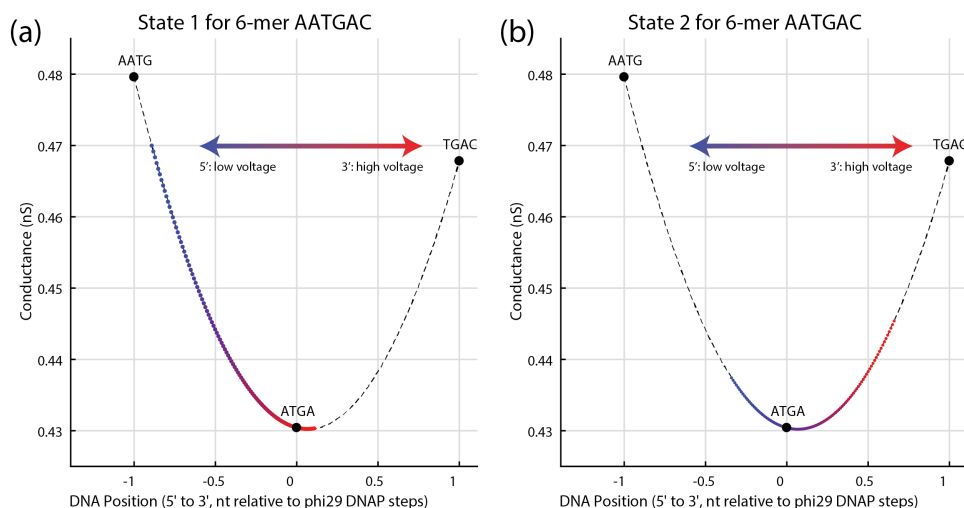 (a)
State 1 for 6-mer AATGAC
AATG
0.48
0.47
0.46
0.45
0.44
0.43
Conductance (nS)
TGAC
5': low voltage
3': high voltage
ATGA
-1
-0.5
0
0.5
1
DNA Position (5' to 3', nt relative to phi29 DNAP steps)
(b)
State 2 for 6-mer AATGAC
AATG
0.48
0.47
0.46
0.45
0.44
0.43
Conductance (nS)
TGAC
5': low voltage
3': high voltage
ATGA
-1
-0.5
0
0.5
1
DNA Position (5' to 3', nt relative to phi29 DNAP steps)